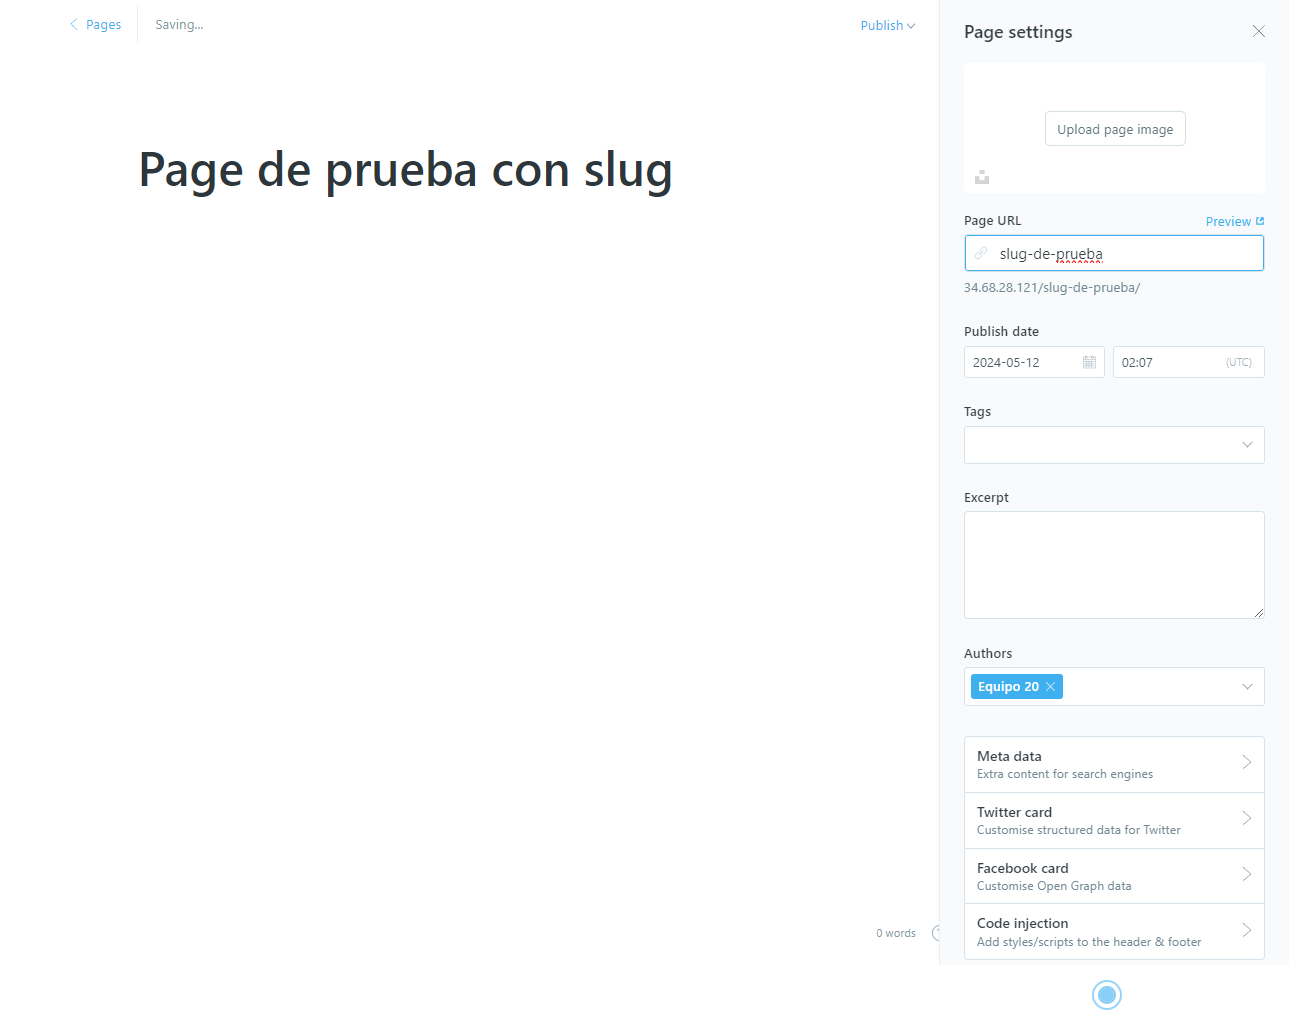 Pages
Saving...
Publish
Page de prueba con slug
0 words
Page settings
Upload page image
Page URL
Preview
slug-de-prueba
34.68.28.121/slug-de-prueba/
Publish date
2024-05-12
02:07
(UTC)
Tags
Excerpt
Authors
Equipo 20
Meta data
Extra content for search engines
Twitter card
Customise structured data for Twitter
Facebook card
Customise Open Graph data
Code injection
Add styles/scripts to the header & footer